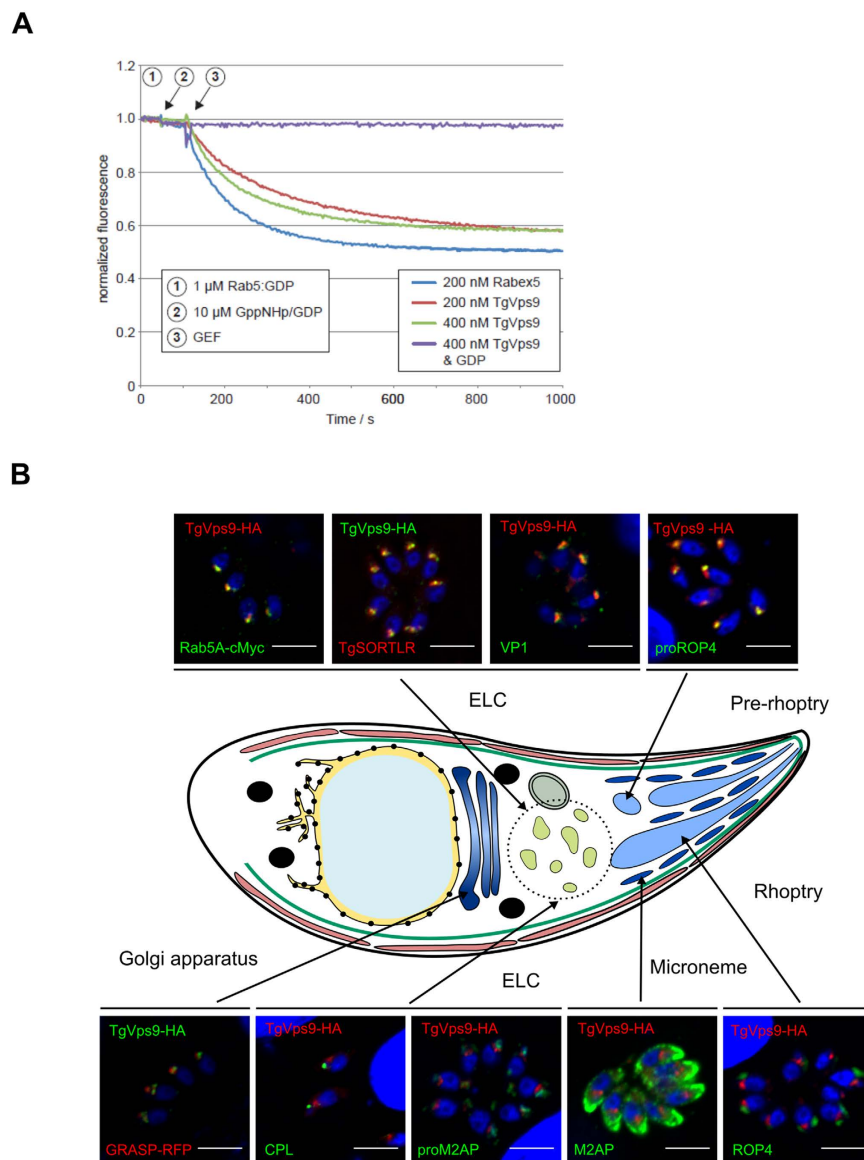 A
1.2
1.0
0.8
0.6
0.4
0.2
0
normalized fluorescence
1
2
3
1 1 µM Rab5:GDP
2 10 µM GppNHp/GDP
3 GEF
200 nM Rabex5
200 nM TgVps9
400 nM TgVps9
400 nM TgVps9
& GDP
0 200 400 600 800 1000
Time / s
B
TgVps9-HA
Rab5A-cMyc
TgVps9-HA
TgSORTLR
TgVps9-HA
VP1
TgVps9 -HA
proROP4
ELC
Pre-rhoptry
Rhoptry
Golgi apparatus
Microneme
ELC
TgVps9-HA
GRASP-RFP
TgVps9-HA
CPL
TgVps9-HA
proM2AP
TgVps9-HA
M2AP
TgVps9-HA
ROP4